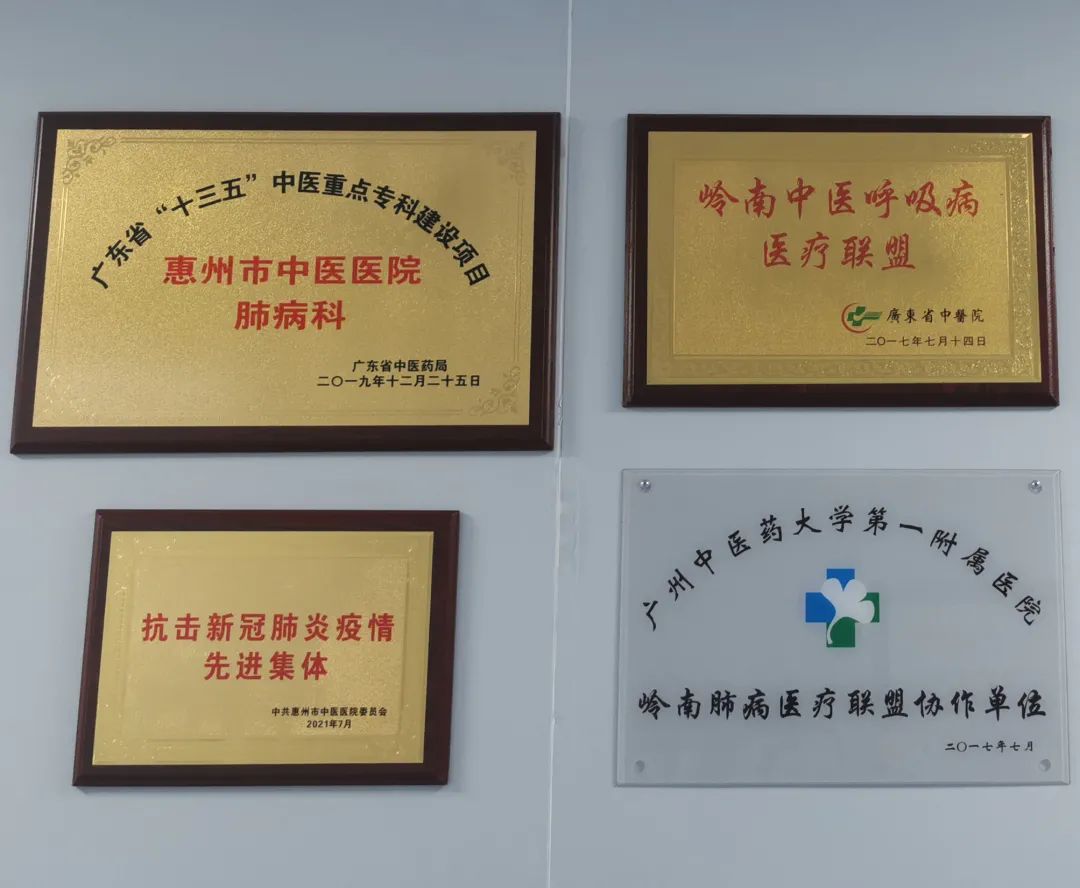 广东省“十三五”中医重点专科建设项目
惠州市中医医院
肺病科
广东省中医药局
二〇一九年十二月二十五日
岭南中医呼吸病
医疗联盟
廣東省中醫院
二〇一七年七月十四日
抗击新冠肺炎疫情
先进集体
中共惠州市中医医院委员会
2021年7月
广州中医药大学第一附属医院
岭南肺病医疗联盟协作单位
二〇一七年七月